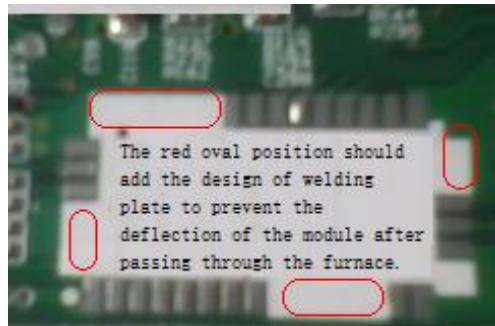 The red oval position should
add the design of welding
plate to prevent the
deflection of the module after
passing through the furnace.